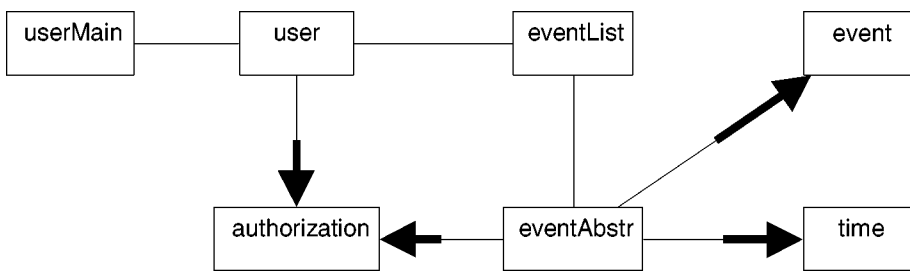 userMain
user
eventList
event
authorization
eventAbstr
time